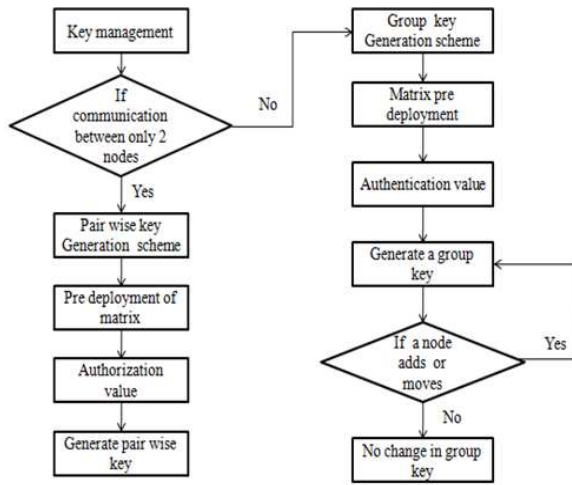 Key management
If
communication
between only 2
nodes
No
Yes
Pair wise key
Generation scheme
Pre deployment of
matrix
Authorization
value
Generate pair wise
key
Group key
Generation scheme
Matrix pre
deployment
Authentication value
Generate a group
key
If a node
adds or
moves
Yes
No
No change in group
key